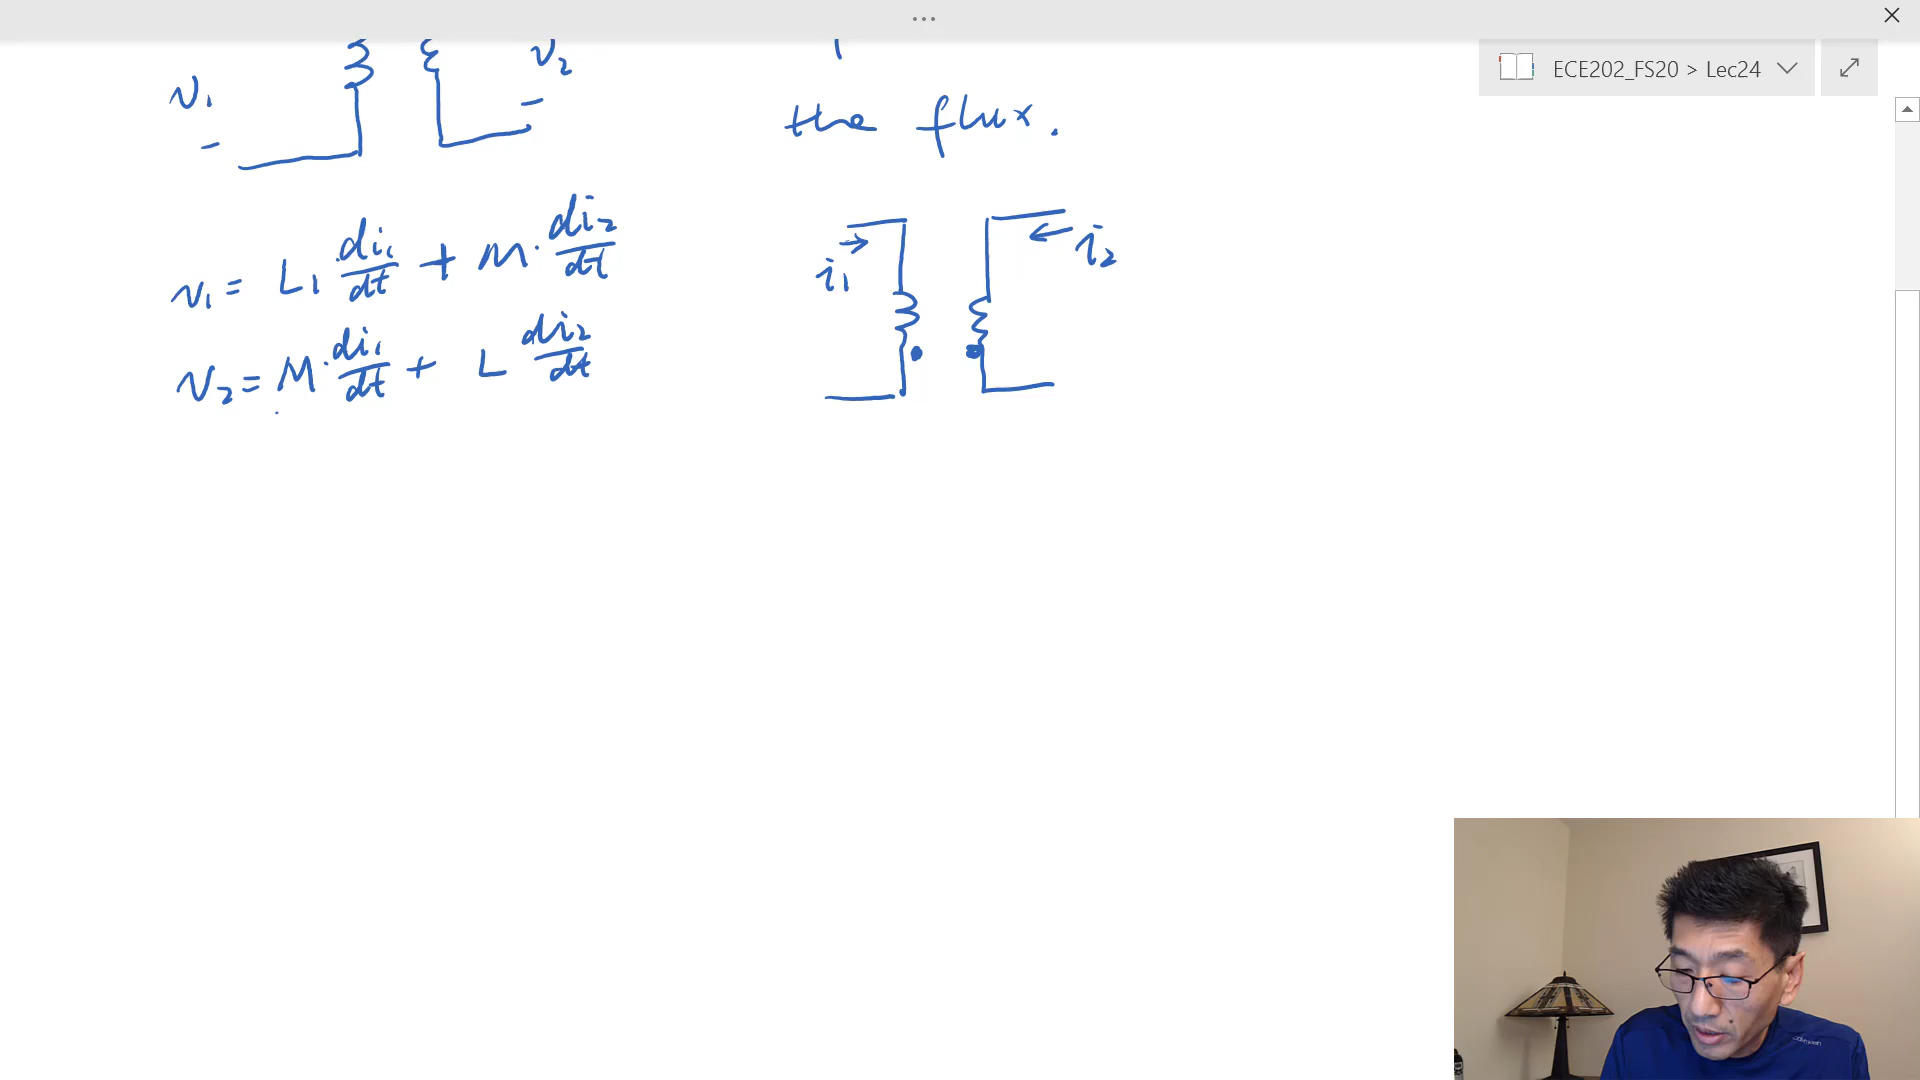 ECE202_FS20 > Lec24
v₁
v₂
−
−
the flux.
v₁ = L₁ di₁/dt + M · di₂/dt
v₂ = M · di₁/dt + L di₂/dt
i₁
i₂